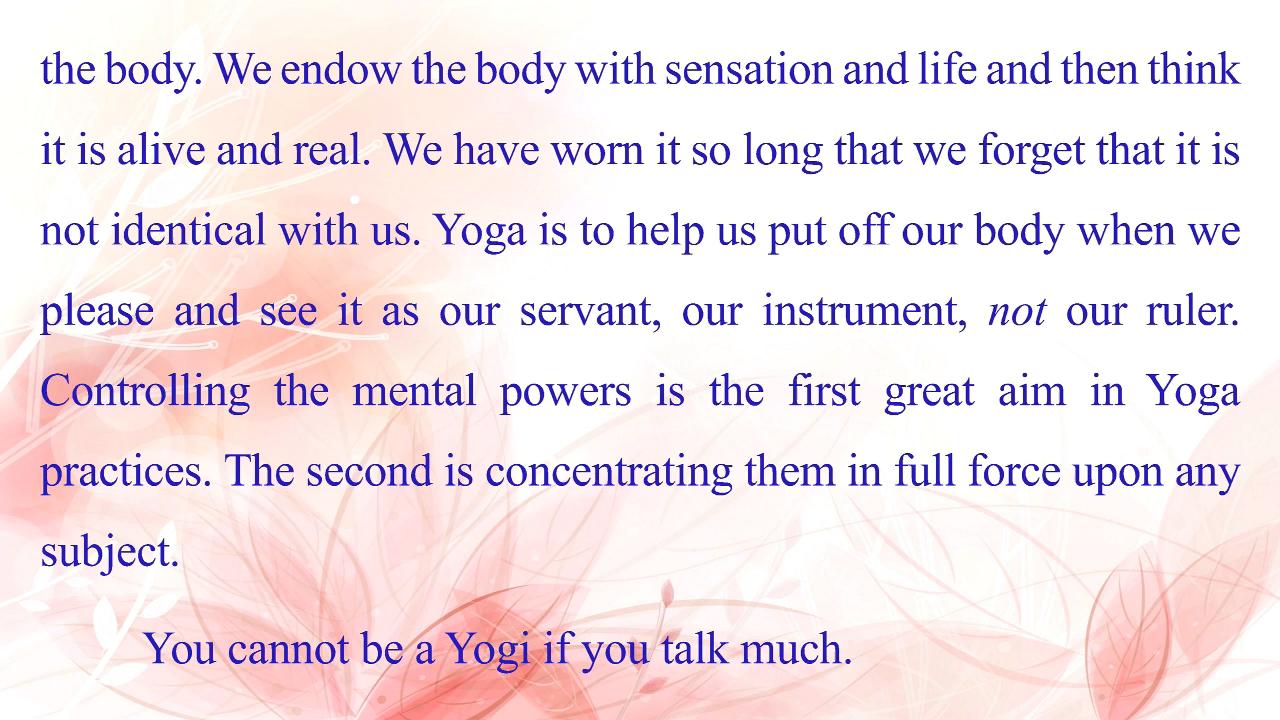 the body. We endow the body with sensation and life and then think
it is alive and real. We have worn it so long that we forget that it is
not identical with us. Yoga is to help us put off our body when we
please and see it as our servant, our instrument, not our ruler.
Controlling the mental powers is the first great aim in Yoga
practices. The second is concentrating them in full force upon any
subject.
You cannot be a Yogi if you talk much.